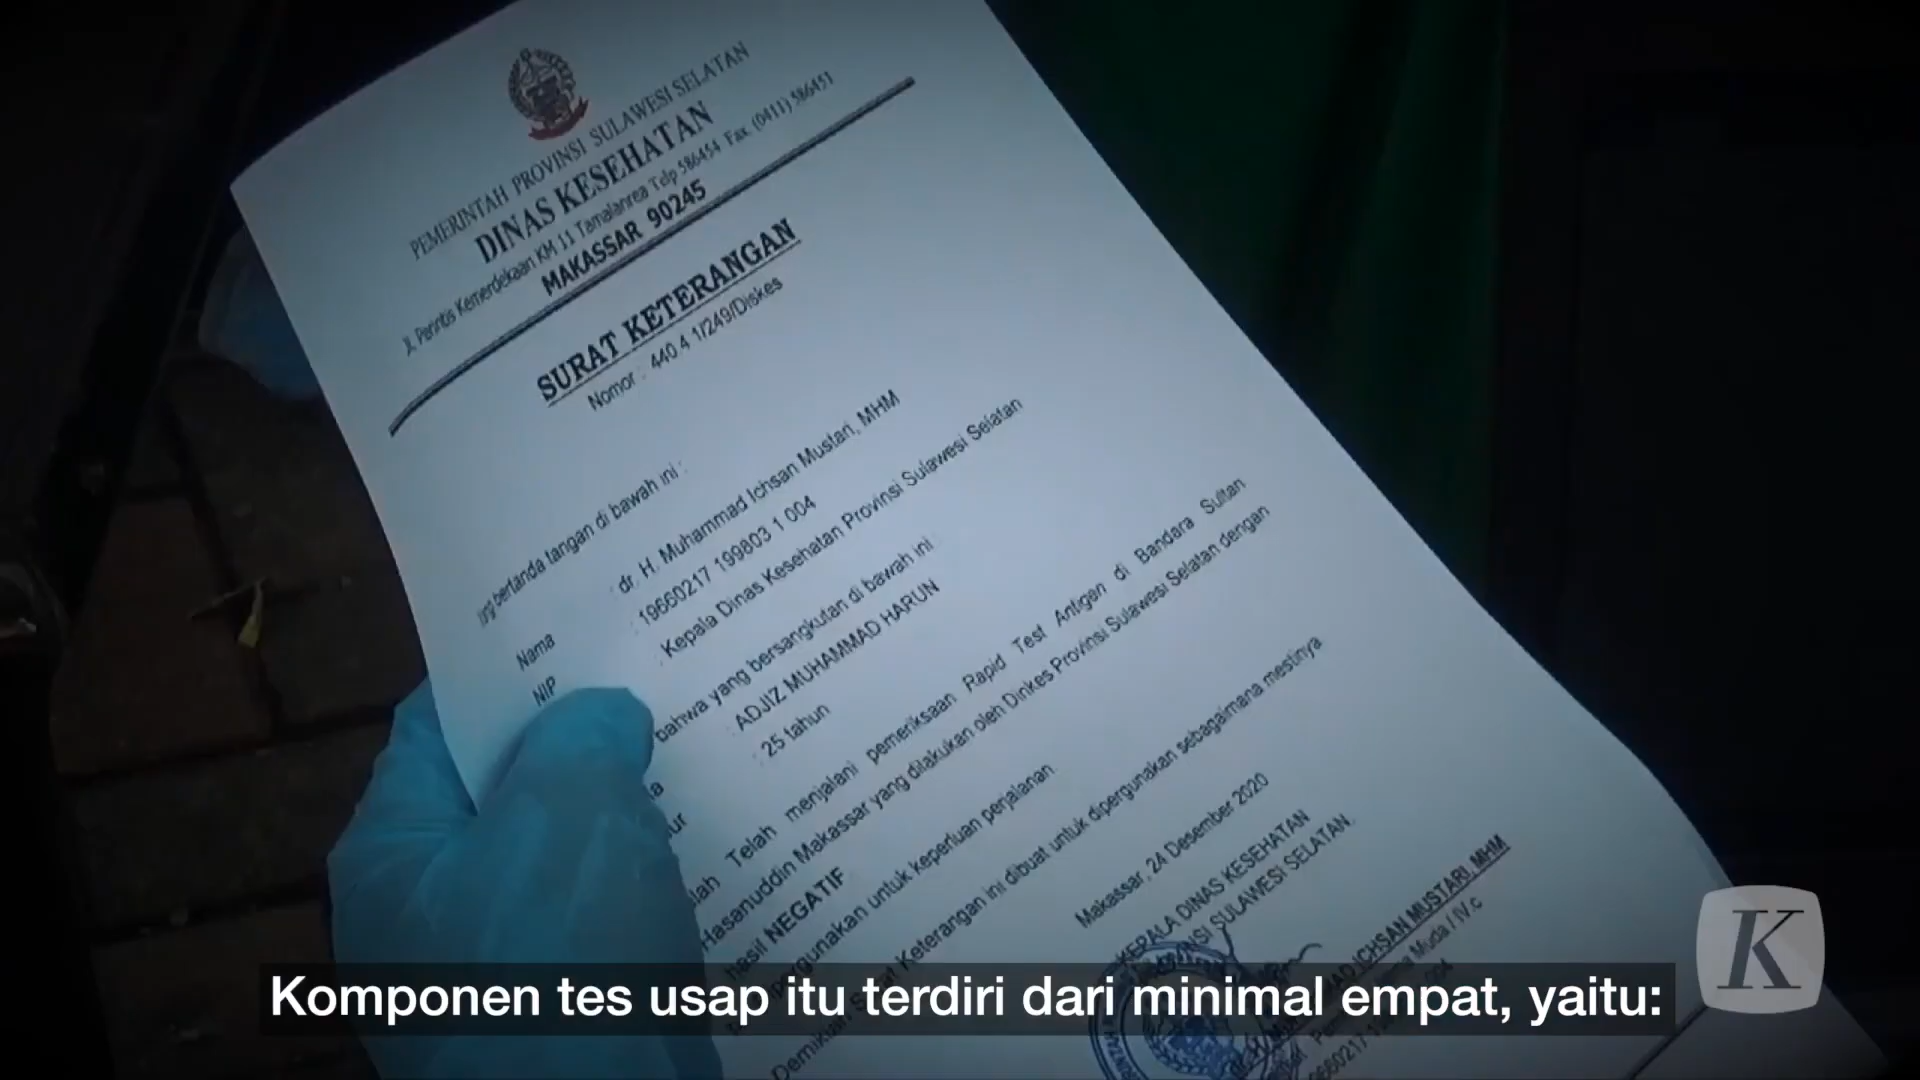 PEMERINTAH PROVINSI SULAWESI SELATAN
DINAS KESEHATAN
Jl. Perintis Kemerdekaan KM 11 Tamalanrea Telp 586454 Fax. (0411) 586451
MAKASSAR 90245
SURAT KETERANGAN
Nomor : 440 4 1/249/Diskes
bertanda tangan di bawah ini :
Nama : dr. H. Muhammad Ichsan Mustari, MHM
NIP : 19660217 199803 1 004
: Kepala Dinas Kesehatan Provinsi Sulawesi Selatan
bahwa yang bersangkutan di bawah ini :
: ADJIZ MUHAMMAD HARUN
: 25 tahun
Telah menjalani pemeriksaan Rapid Test Antigen di Bandara Sultan
Hasanuddin Makassar yang dilakukan oleh Dinkes Provinsi Sulawesi Selatan dengan
hasil NEGATIF
untuk keperluan perjalanan.
Demikian Surat Keterangan ini dibuat untuk dipergunakan sebagaimana mestinya
Makassar, 24 Desember 2020
KEPALA DINAS KESEHATAN
SULAWESI SELATAN,
ICHSAN MUSTARI, MHM
Muda / IV.c
K
Komponen tes usap itu terdiri dari minimal empat, yaitu: